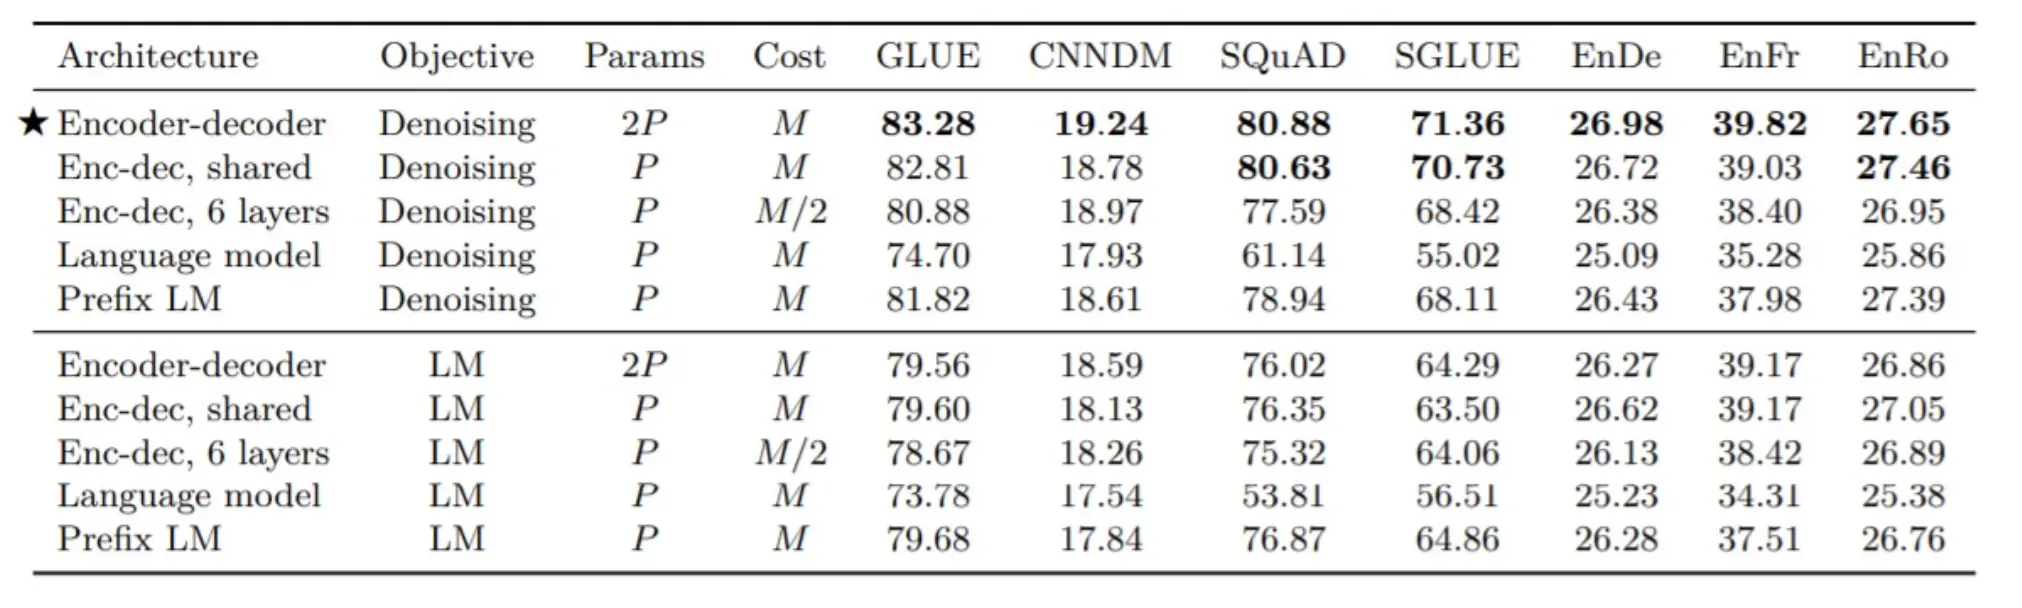 Architecture Objective Params Cost GLUE CNNDM SQuAD SGLUE EnDe EnFr EnRo
★ Encoder-decoder Denoising 2P M 83.28 19.24 80.88 71.36 26.98 39.82 27.65
Enc-dec, shared Denoising P M 82.81 18.78 80.63 70.73 26.72 39.03 27.46
Enc-dec, 6 layers Denoising P M/2 80.88 18.97 77.59 68.42 26.38 38.40 26.95
Language model Denoising P M 74.70 17.93 61.14 55.02 25.09 35.28 25.86
Prefix LM Denoising P M 81.82 18.61 78.94 68.11 26.43 37.98 27.39
Encoder-decoder LM 2P M 79.56 18.59 76.02 64.29 26.27 39.17 26.86
Enc-dec, shared LM P M 79.60 18.13 76.35 63.50 26.62 39.17 27.05
Enc-dec, 6 layers LM P M/2 78.67 18.26 75.32 64.06 26.13 38.42 26.89
Language model LM P M 73.78 17.54 53.81 56.51 25.23 34.31 25.38
Prefix LM LM P M 79.68 17.84 76.87 64.86 26.28 37.51 26.76